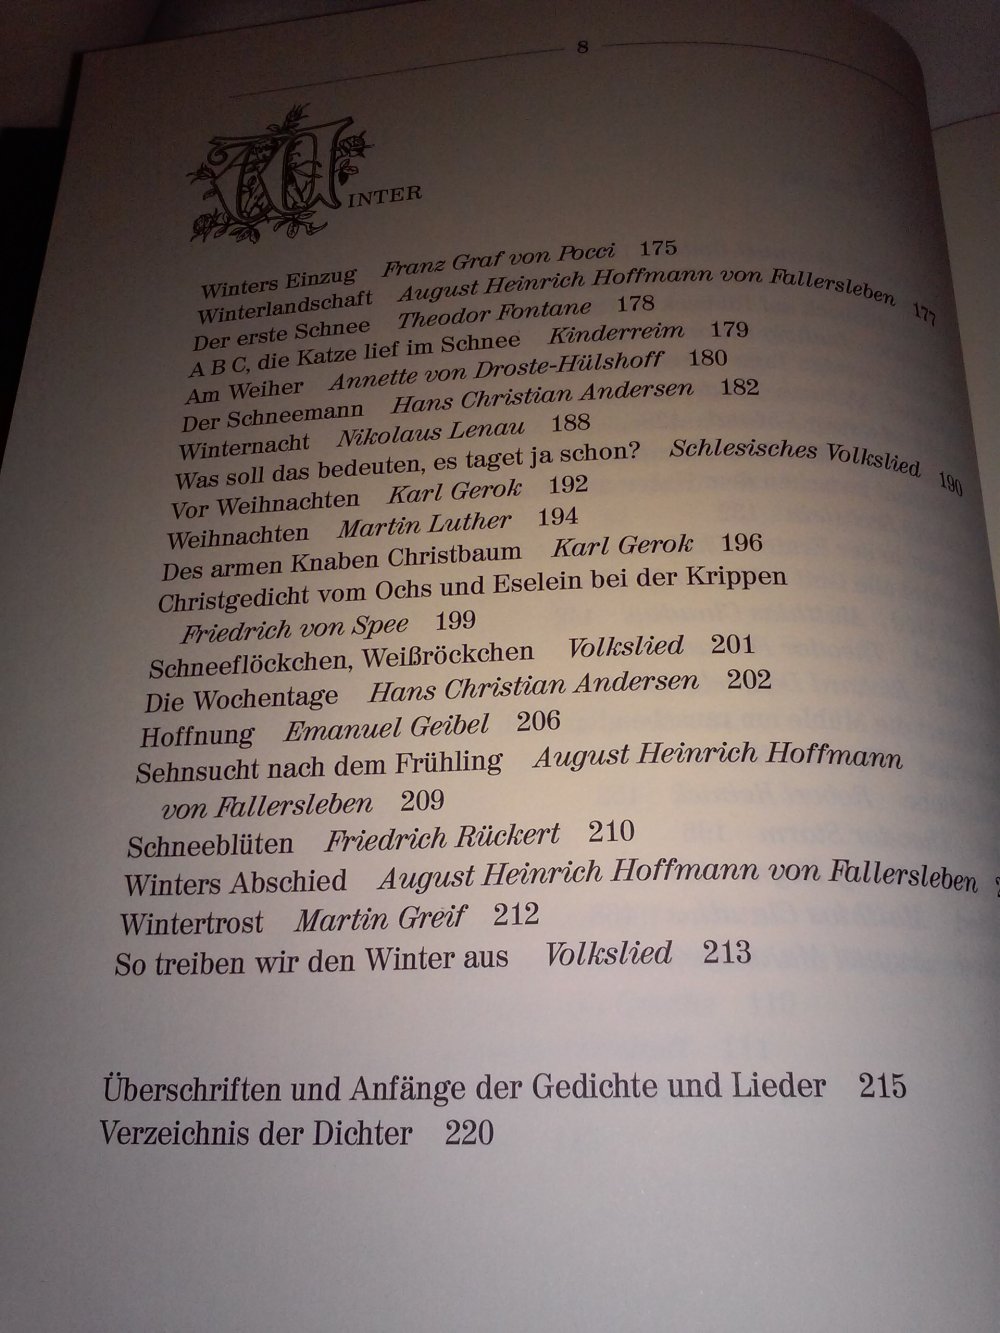 8
WINTER
Winters Einzug Franz Graf von Pocci 175
Winterlandschaft August Heinrich Hoffmann von Fallersleben 177
Der erste Schnee Theodor Fontane 178
A B C, die Katze lief im Schnee Kinderreim 179
Am Weiher Annette von Droste-Hülshoff 180
Der Schneemann Hans Christian Andersen 182
Winternacht Nikolaus Lenau 188
Was soll das bedeuten, es taget ja schon? Schlesisches Volkslied 190
Vor Weihnachten Karl Gerok 192
Weihnachten Martin Luther 194
Des armen Knaben Christbaum Karl Gerok 196
Christgedicht vom Ochs und Eselein bei der Krippen
Friedrich von Spee 199
Schneeflöckchen, Weißröckchen Volkslied 201
Die Wochentage Hans Christian Andersen 202
Hoffnung Emanuel Geibel 206
Sehnsucht nach dem Frühling August Heinrich Hoffmann
von Fallersleben 209
Schneeblüten Friedrich Rückert 210
Winters Abschied August Heinrich Hoffmann von Fallersleben
Wintertrost Martin Greif 212
So treiben wir den Winter aus Volkslied 213
Überschriften und Anfänge der Gedichte und Lieder 215
Verzeichnis der Dichter 220